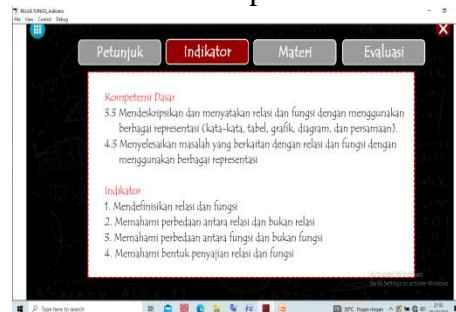 RELASI FUNGSI_indikator
File View Control Debug
Petunjuk Indikator Materi Evaluasi
Kompetensi Dasar
3.3 Mendeskripsikan dan menyatakan relasi dan fungsi dengan menggunakan
berbagai representasi (kata-kata, tabel, grafik, diagram, dan persamaan).
4.3 Menyelesaikan masalah yang berkaitan dengan relasi dan fungsi dengan
menggunakan berbagai representasi
Indikator
1. Mendefinisikan relasi dan fungsi
2. Memahami perbedaan antara relasi dan bukan relasi
3. Memahami perbedaan antara fungsi dan bukan fungsi
4. Memahami bentuk penyajian relasi dan fungsi
Activate Windows
Go to Settings to activate Windows.
Type here to search
Hujan ringan